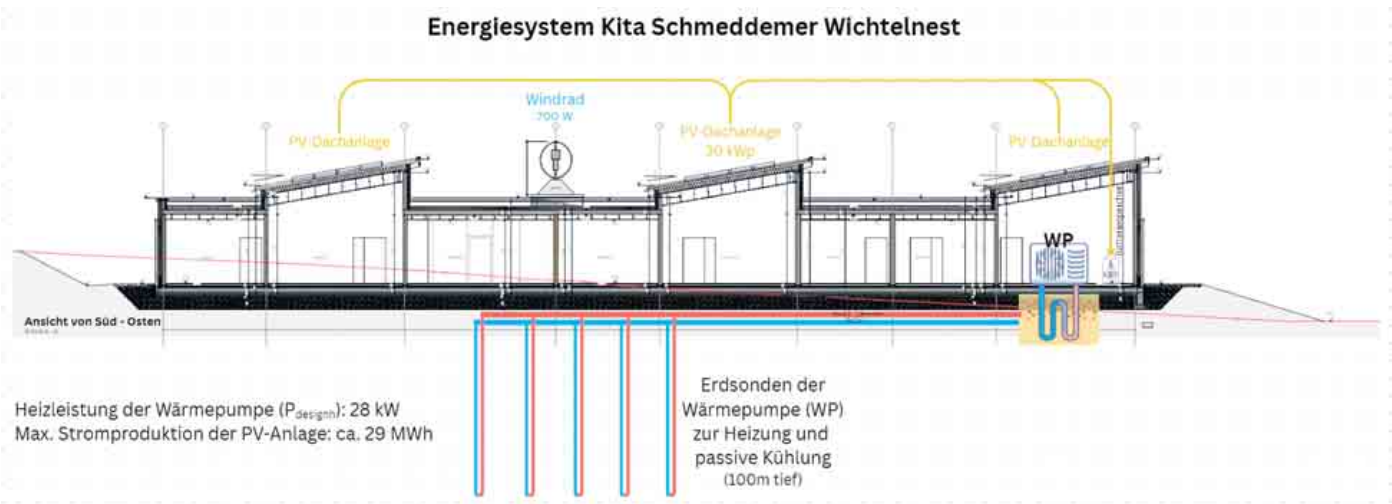 Energiesystem Kita Schmeddemer Wichtelnest
Windrad
700 W
PV-Dachanlage
PV-Dachanlage
30 kWp
PV-Dachanlage
WP
Ansicht von Süd - Osten
Heizleistung der Wärmepumpe (Pdesignh): 28 kW
Max. Stromproduktion der PV-Anlage: ca. 29 MWh
Erdsonden der
Wärmepumpe (WP)
zur Heizung und
passive Kühlung
(100m tief)